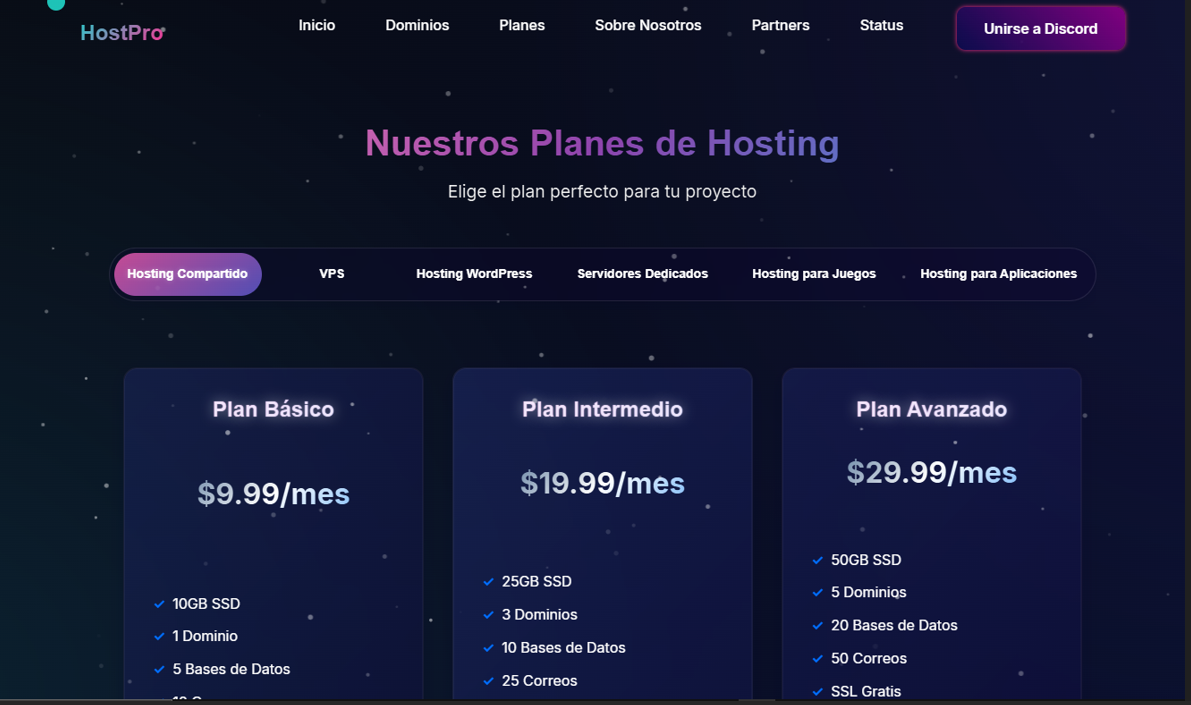 HostPro
Inicio
Dominios
Planes
Sobre Nosotros
Partners
Status
Unirse a Discord
Nuestros Planes de Hosting
Elige el plan perfecto para tu proyecto
Hosting Compartido
VPS
Hosting WordPress
Servidores Dedicados
Hosting para Juegos
Hosting para Aplicaciones
Plan Básico
$9.99/mes
10GB SSD
1 Dominio
5 Bases de Datos
Plan Intermedio
$19.99/mes
25GB SSD
3 Dominios
10 Bases de Datos
25 Correos
Plan Avanzado
$29.99/mes
50GB SSD
5 Dominios
20 Bases de Datos
50 Correos
SSL Gratis